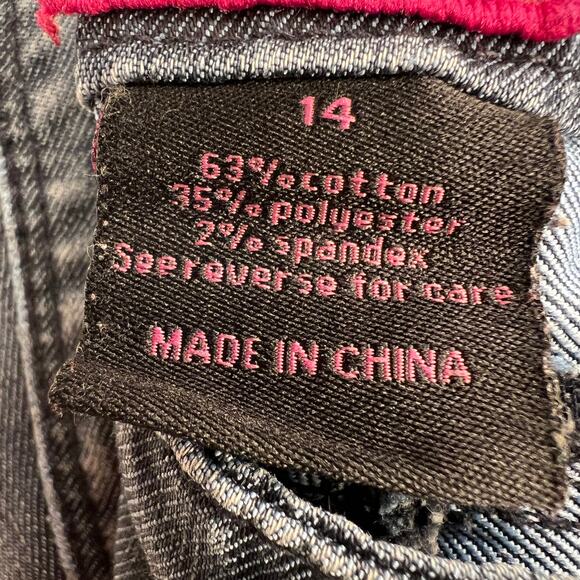 14
63% cotton
35% polyester
2% spandex
See reverse for care
MADE IN CHINA